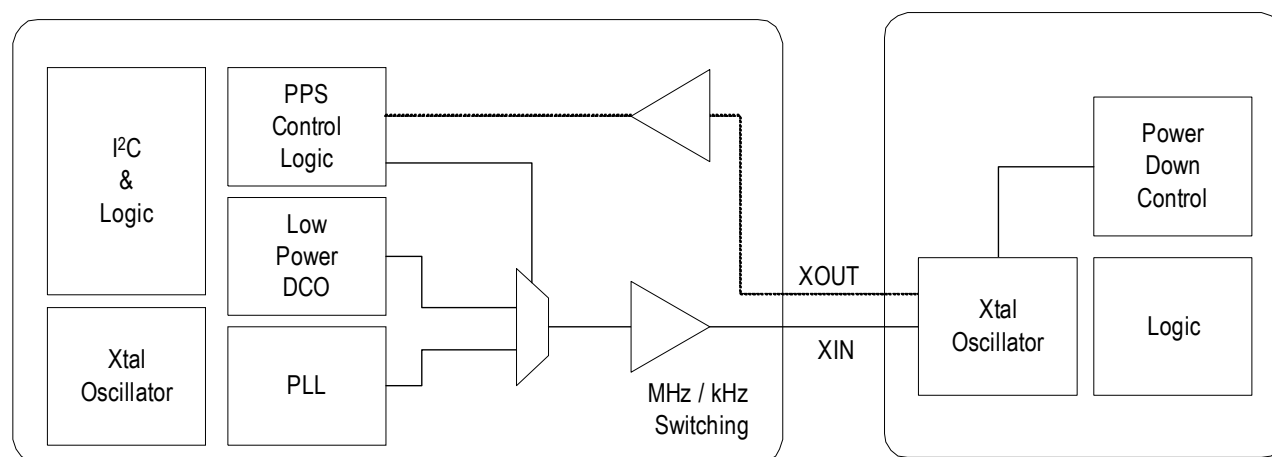 I²C
&
Logic
PPS
Control
Logic
Low
Power
DCO
Xtal
Oscillator
PLL
MHz / kHz
Switching
XOUT
XIN
Power
Down
Control
Xtal
Oscillator
Logic